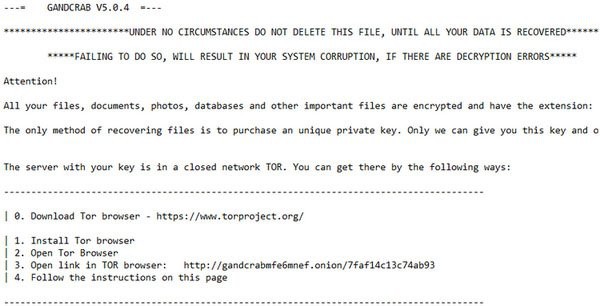 ---=    GANDCRAB V5.0.4  =---
***********************UNDER NO CIRCUMSTANCES DO NOT DELETE THIS FILE, UNTIL ALL YOUR DATA IS RECOVERED******
*****FAILING TO DO SO, WILL RESULT IN YOUR SYSTEM CORRUPTION, IF THERE ARE DECRYPTION ERRORS*****
Attention!
All your files, documents, photos, databases and other important files are encrypted and have the extension:
The only method of recovering files is to purchase an unique private key. Only we can give you this key and o
The server with your key is in a closed network TOR. You can get there by the following ways:
----------------------------------------------------------------------------------------
| 0. Download Tor browser - https://www.torproject.org/
| 1. Install Tor browser
| 2. Open Tor Browser
| 3. Open link in TOR browser:   http://gandcrabmfe6mnef.onion/7faf14c13c74ab93
| 4. Follow the instructions on this page
----------------------------------------------------------------------------------------